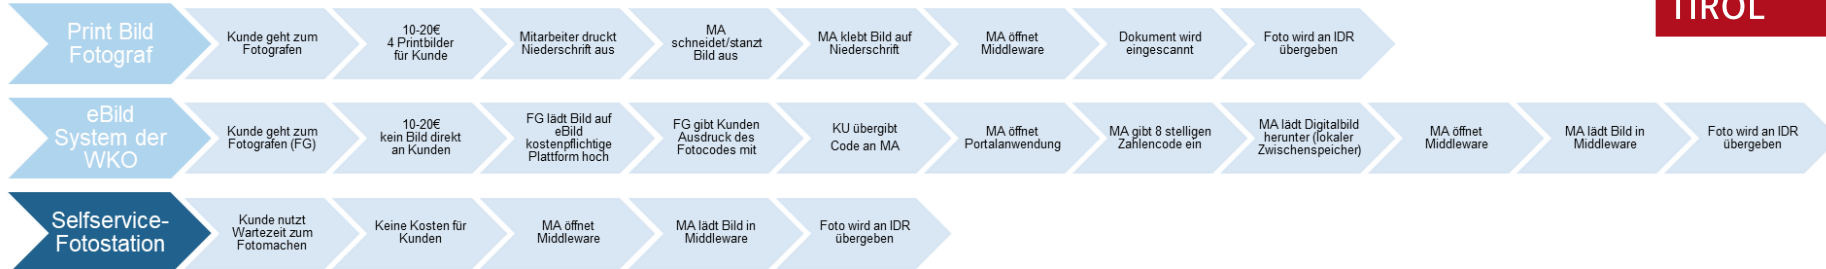 TIROL
Print Bild
Fotograf
Kunde geht zum
Fotografen
10-20€
4 Printbilder
für Kunde
Mitarbeiter druckt
Niederschrift aus
MA
schneidet/stanzt
Bild aus
MA klebt Bild auf
Niederschrift
MA öffnet
Middleware
Dokument wird
eingescannt
Foto wird an IDR
übergeben
eBild
System der
WKO
Kunde geht zum
Fotografen (FG)
10-20€
kein Bild direkt
an Kunden
FG lädt Bild auf
eBild
kostenpflichtige
Plattform hoch
FG gibt Kunden
Ausdruck des
Fotocodes mit
KU übergibt
Code an MA
MA öffnet
Portalanwendung
MA gibt 8 stelligen
Zahlencode ein
MA lädt Digitalbild
herunter (lokaler
Zwischenspeicher)
MA öffnet
Middleware
MA lädt Bild in
Middleware
Foto wird an IDR
übergeben
Selfservice-
Fotostation
Kunde nutzt
Wartezeit zum
Fotomachen
Keine Kosten für
Kunden
MA öffnet
Middleware
MA lädt Bild in
Middleware
Foto wird an IDR
übergeben